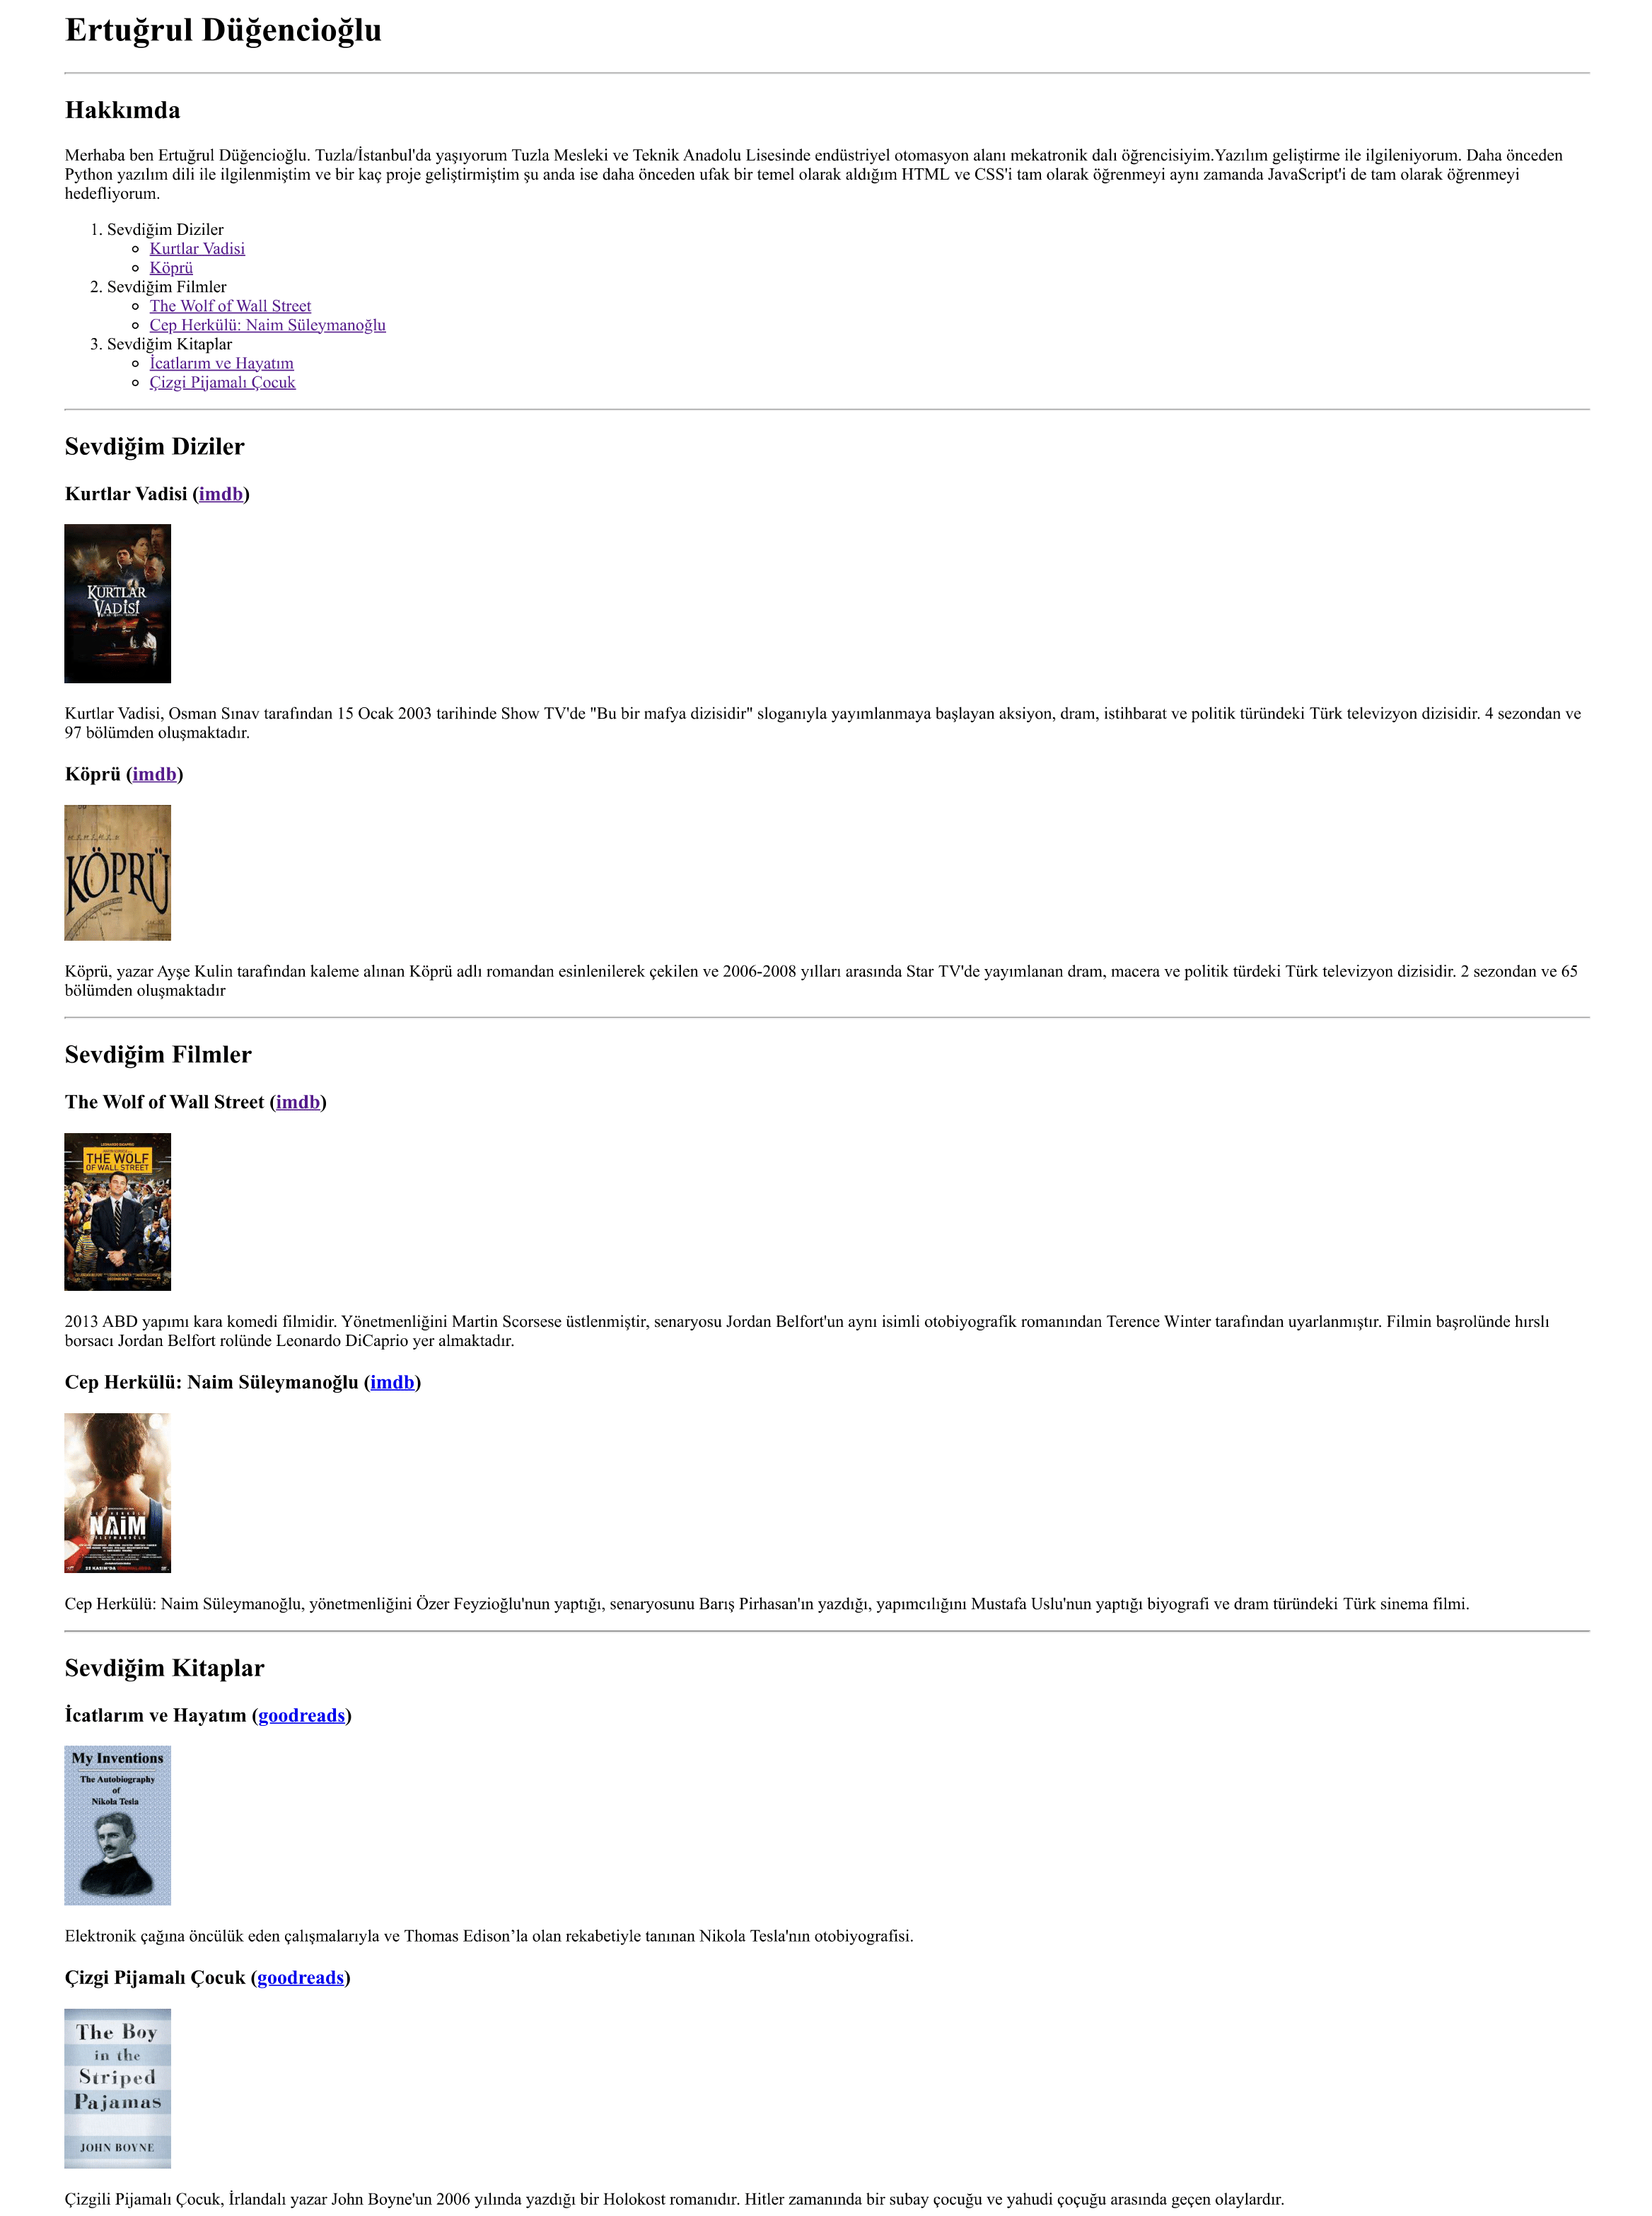 Ertuğrul Düğencioğlu
Hakkımda
Merhaba ben Ertuğrul Düğencioğlu. Tuzla/İstanbul'da yaşıyorum Tuzla Mesleki ve Teknik Anadolu Lisesinde endüstriyel otomasyon alanı mekatronik dalı öğrencisiyim.Yazılım geliştirme ile ilgileniyorum. Daha önceden
Python yazılım dili ile ilgilenmiştim ve bir kaç proje geliştirmiştim şu anda ise daha önceden ufak bir temel olarak aldığım HTML ve CSS'i tam olarak öğrenmeyi aynı zamanda JavaScript'i de tam olarak öğrenmeyi
hedefliyorum.
1. Sevdiğim Diziler
Kurtlar Vadisi
Köprü
2. Sevdiğim Filmler
The Wolf of Wall Street
Cep Herkülü: Naim Süleymanoğlu
3. Sevdiğim Kitaplar
İcatlarım ve Hayatım
Çizgi Pijamalı Çocuk
Sevdiğim Diziler
Kurtlar Vadisi (imdb)
KURTLAR
VADİSİ
Kurtlar Vadisi, Osman Sınav tarafından 15 Ocak 2003 tarihinde Show TV'de "Bu bir mafya dizisidir" sloganıyla yayımlanmaya başlayan aksiyon, dram, istihbarat ve politik türündeki Türk televizyon dizisidir. 4 sezondan ve
97 bölümden oluşmaktadır.
Köprü (imdb)
KÖPRÜ
Köprü, yazar Ayşe Kulin tarafından kaleme alınan Köprü adlı romandan esinlenilerek çekilen ve 2006-2008 yılları arasında Star TV'de yayımlanan dram, macera ve politik türdeki Türk televizyon dizisidir. 2 sezondan ve 65
bölümden oluşmaktadır
Sevdiğim Filmler
The Wolf of Wall Street (imdb)
THE WOLF
OF WALL STREET
2013 ABD yapımı kara komedi filmidir. Yönetmenliğini Martin Scorsese üstlenmiştir, senaryosu Jordan Belfort'un aynı isimli otobiyografik romanından Terence Winter tarafından uyarlanmıştır. Filmin başrolünde hırslı
borsacı Jordan Belfort rolünde Leonardo DiCaprio yer almaktadır.
Cep Herkülü: Naim Süleymanoğlu (imdb)
NAİM
Cep Herkülü: Naim Süleymanoğlu, yönetmenliğini Özer Feyzioğlu'nun yaptığı, senaryosunu Barış Pirhasan'ın yazdığı, yapımcılığını Mustafa Uslu'nun yaptığı biyografi ve dram türündeki Türk sinema filmi.
Sevdiğim Kitaplar
İcatlarım ve Hayatım (goodreads)
My Inventions
The Autobiography
of
Nikola Tesla
Elektronik çağına öncülük eden çalışmalarıyla ve Thomas Edison’la olan rekabetiyle tanınan Nikola Tesla'nın otobiyografisi.
Çizgi Pijamalı Çocuk (goodreads)
The Boy
in the
Striped
Pajamas
JOHN BOYNE
Çizgili Pijamalı Çocuk, İrlandalı yazar John Boyne'un 2006 yılında yazdığı bir Holokost romanıdır. Hitler zamanında bir subay çocuğu ve yahudi çoçuğu arasında geçen olaylardır.